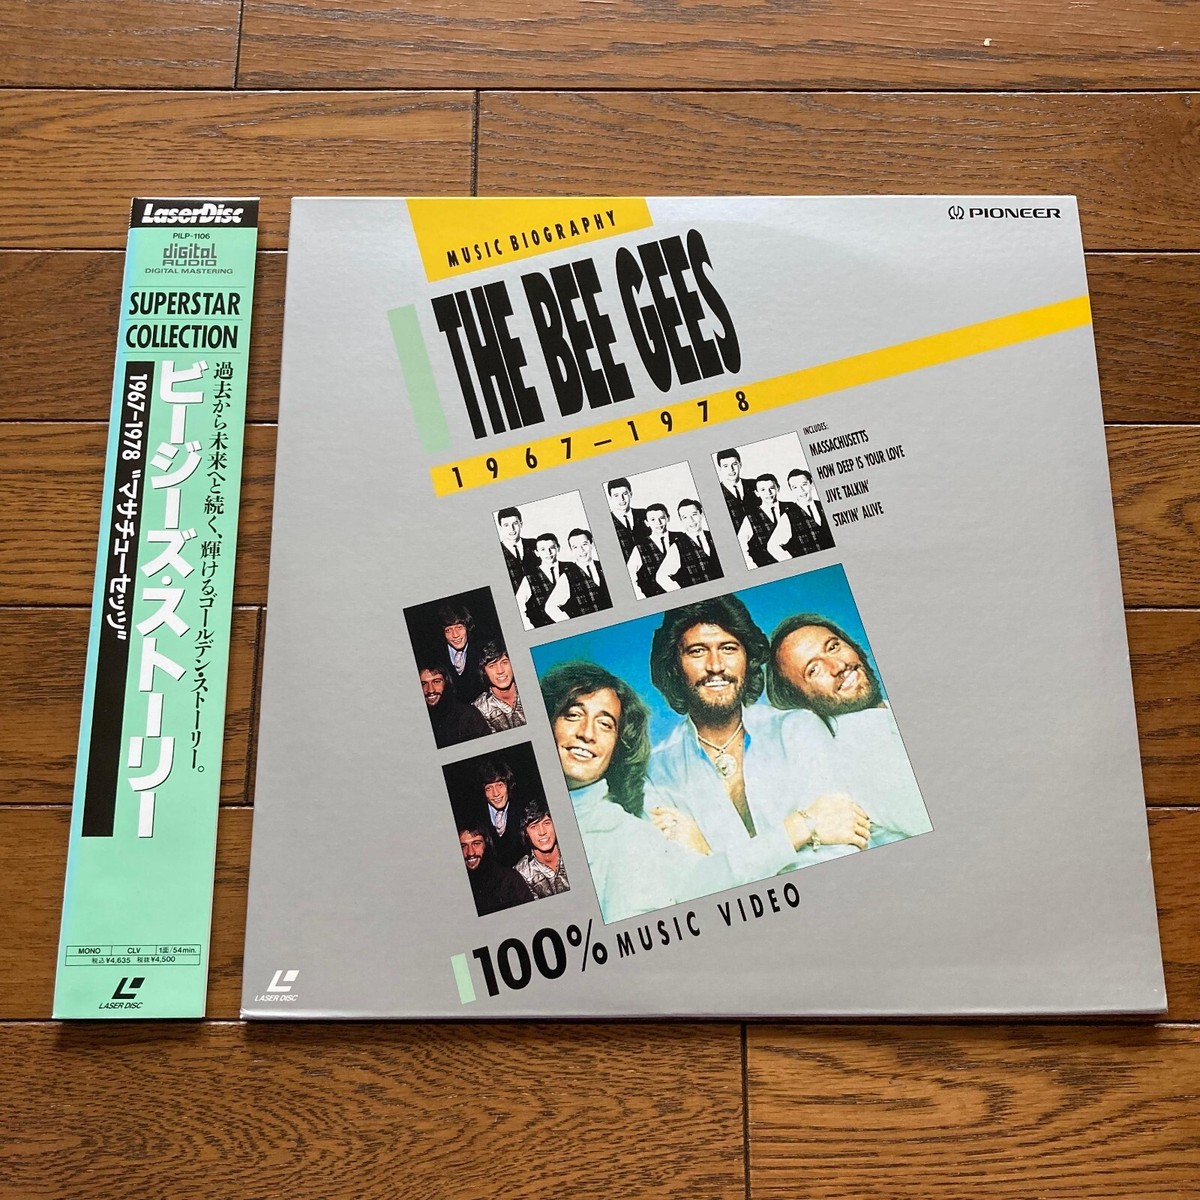 LaserDisc
PILP-1106
digital
AUDIO
DIGITAL MASTERING
SUPERSTAR
COLLECTION
過去から未来へと続く、輝けるゴールデン・ストーリー。
ビージーズ・ストーリー
1967-1978 "マサチューセッツ"
MONO CLV 1面/54min.
税込¥4,635 税抜¥4,500
LASER DISC
PIONEER
MUSIC BIOGRAPHY
THE BEE GEES
1967-1978
INCLUDES:
MASSACHUSETTS
HOW DEEP IS YOUR LOVE
JIVE TALKIN'
STAYIN' ALIVE
100% MUSIC VIDEO
LASER DISC